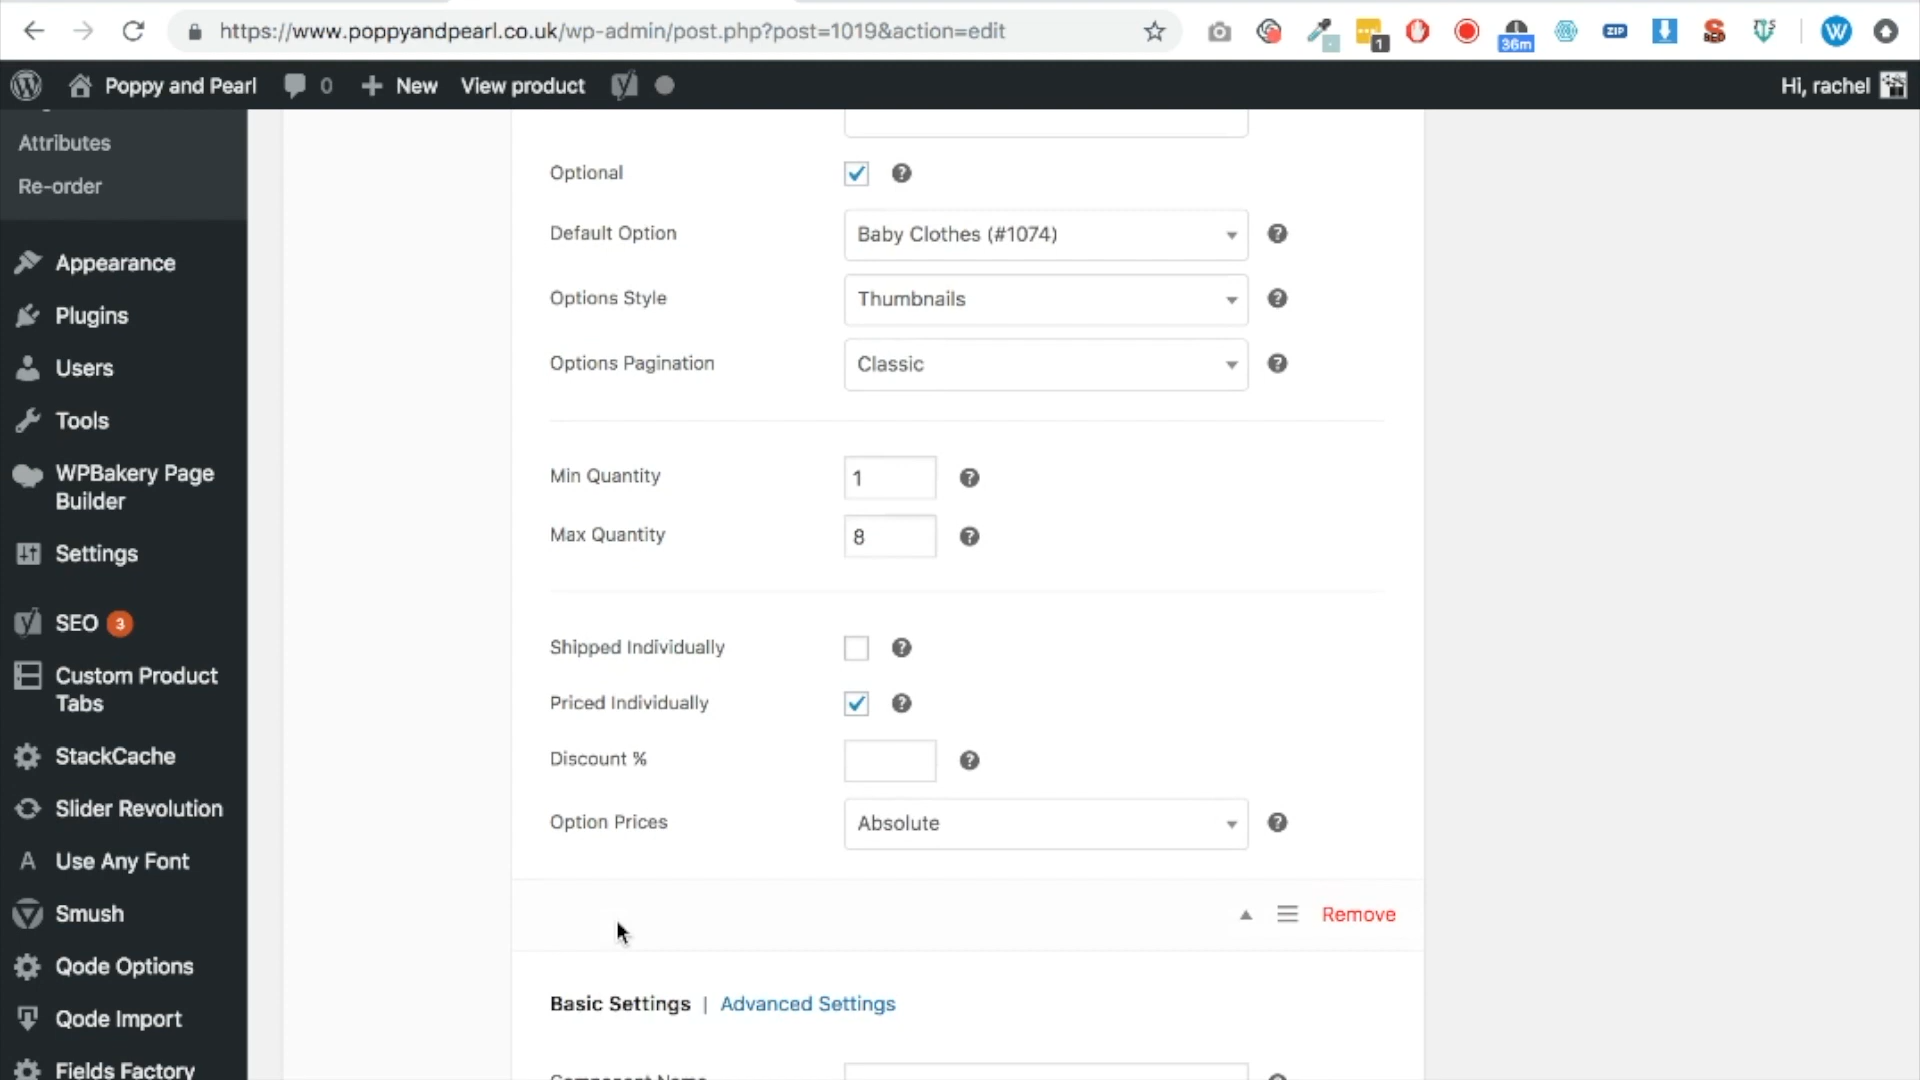 https://www.poppyandpearl.co.uk/wp-admin/post.php?post=1019&action=edit
1
36m
ZIP
SEO
W
Poppy and Pearl
0
New
View product
Hi, rachel
Attributes
Re-order
Appearance
Plugins
Users
Tools
WPBakery Page
Builder
Settings
SEO 3
Custom Product
Tabs
StackCache
Slider Revolution
Use Any Font
Smush
Qode Options
Qode Import
Fields Factory
Optional
Default Option
Baby Clothes (#1074)
Options Style
Thumbnails
Options Pagination
Classic
Min Quantity
1
Max Quantity
8
Shipped Individually
Priced Individually
Discount %
Option Prices
Absolute
Remove
Basic Settings | Advanced Settings
Component Name